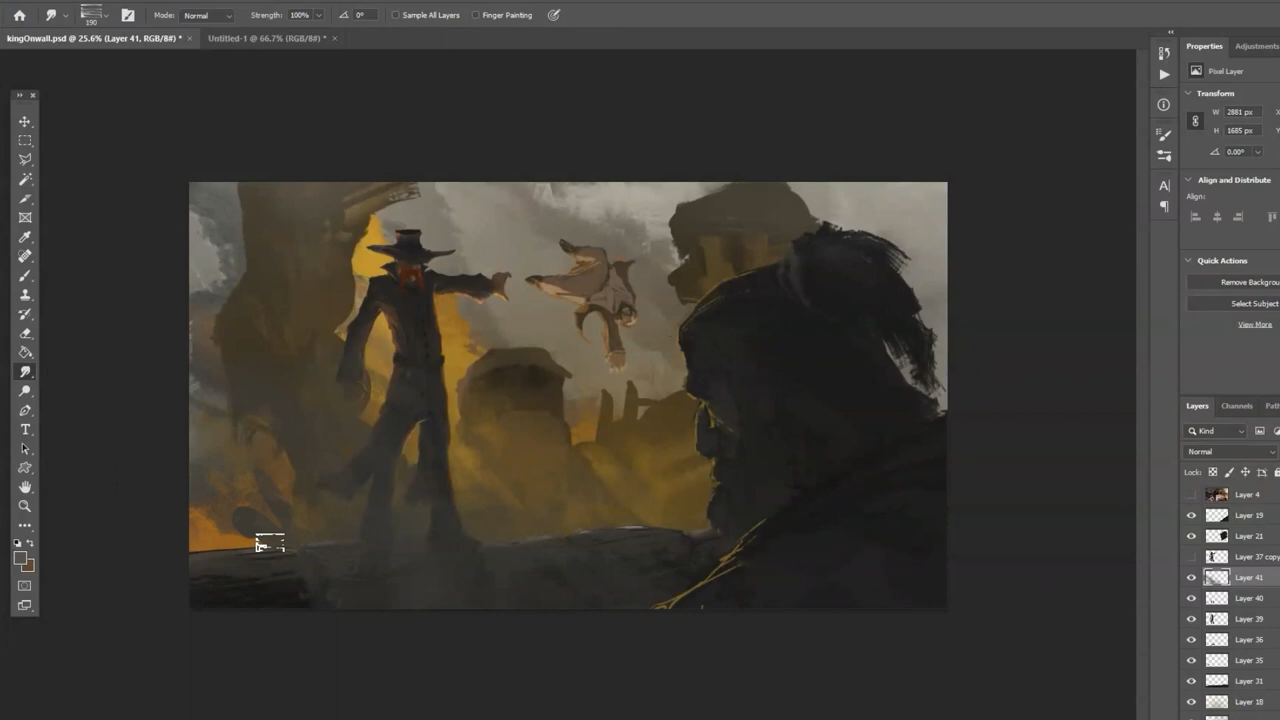 190
Mode: Normal
Strength: 100%
0°
Sample All Layers
Finger Painting
kingOnwall.psd @ 25.6% (Layer 41, RGB/8#) * ×
Untitled-1 @ 66.7% (RGB/8#) * ×
Properties
Adjustments
Pixel Layer
Transform
W 2881 px
H 1685 px
0.00°
Align and Distribute
Align:
Quick Actions
Remove Backgrou
Select Subject
View More
Layers
Channels
Pat
Kind
Normal
Lock:
Layer 4
Layer 19
Layer 21
Layer 37 copy
Layer 41
Layer 40
Layer 39
Layer 36
Layer 35
Layer 31
Layer 18